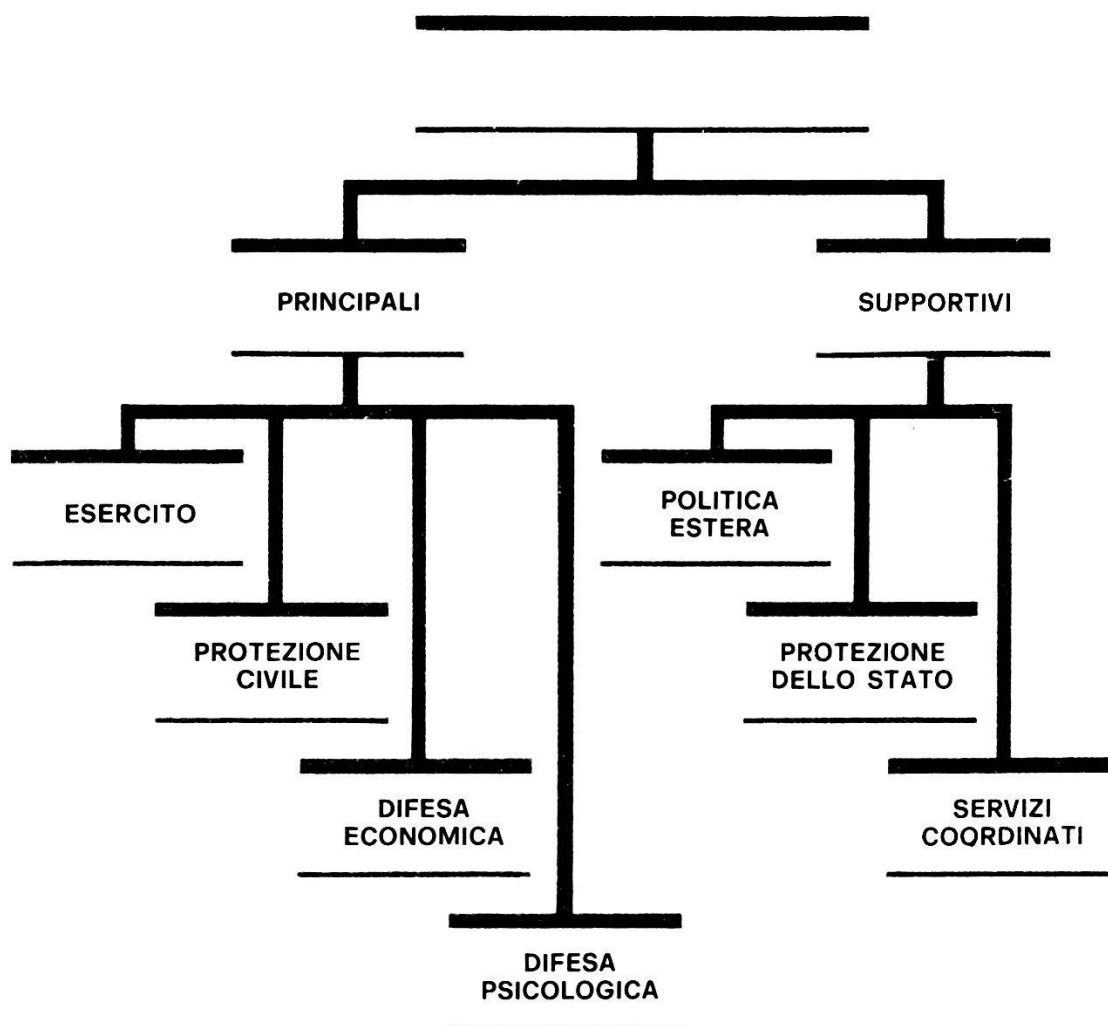 PRINCIPALI
SUPPORTIVI
ESERCITO
POLITICA
ESTERA
PROTEZIONE
CIVILE
PROTEZIONE
DELLO STATO
DIFESA
ECONOMICA
SERVIZI
COORDINATI
DIFESA
PSICOLOGICA